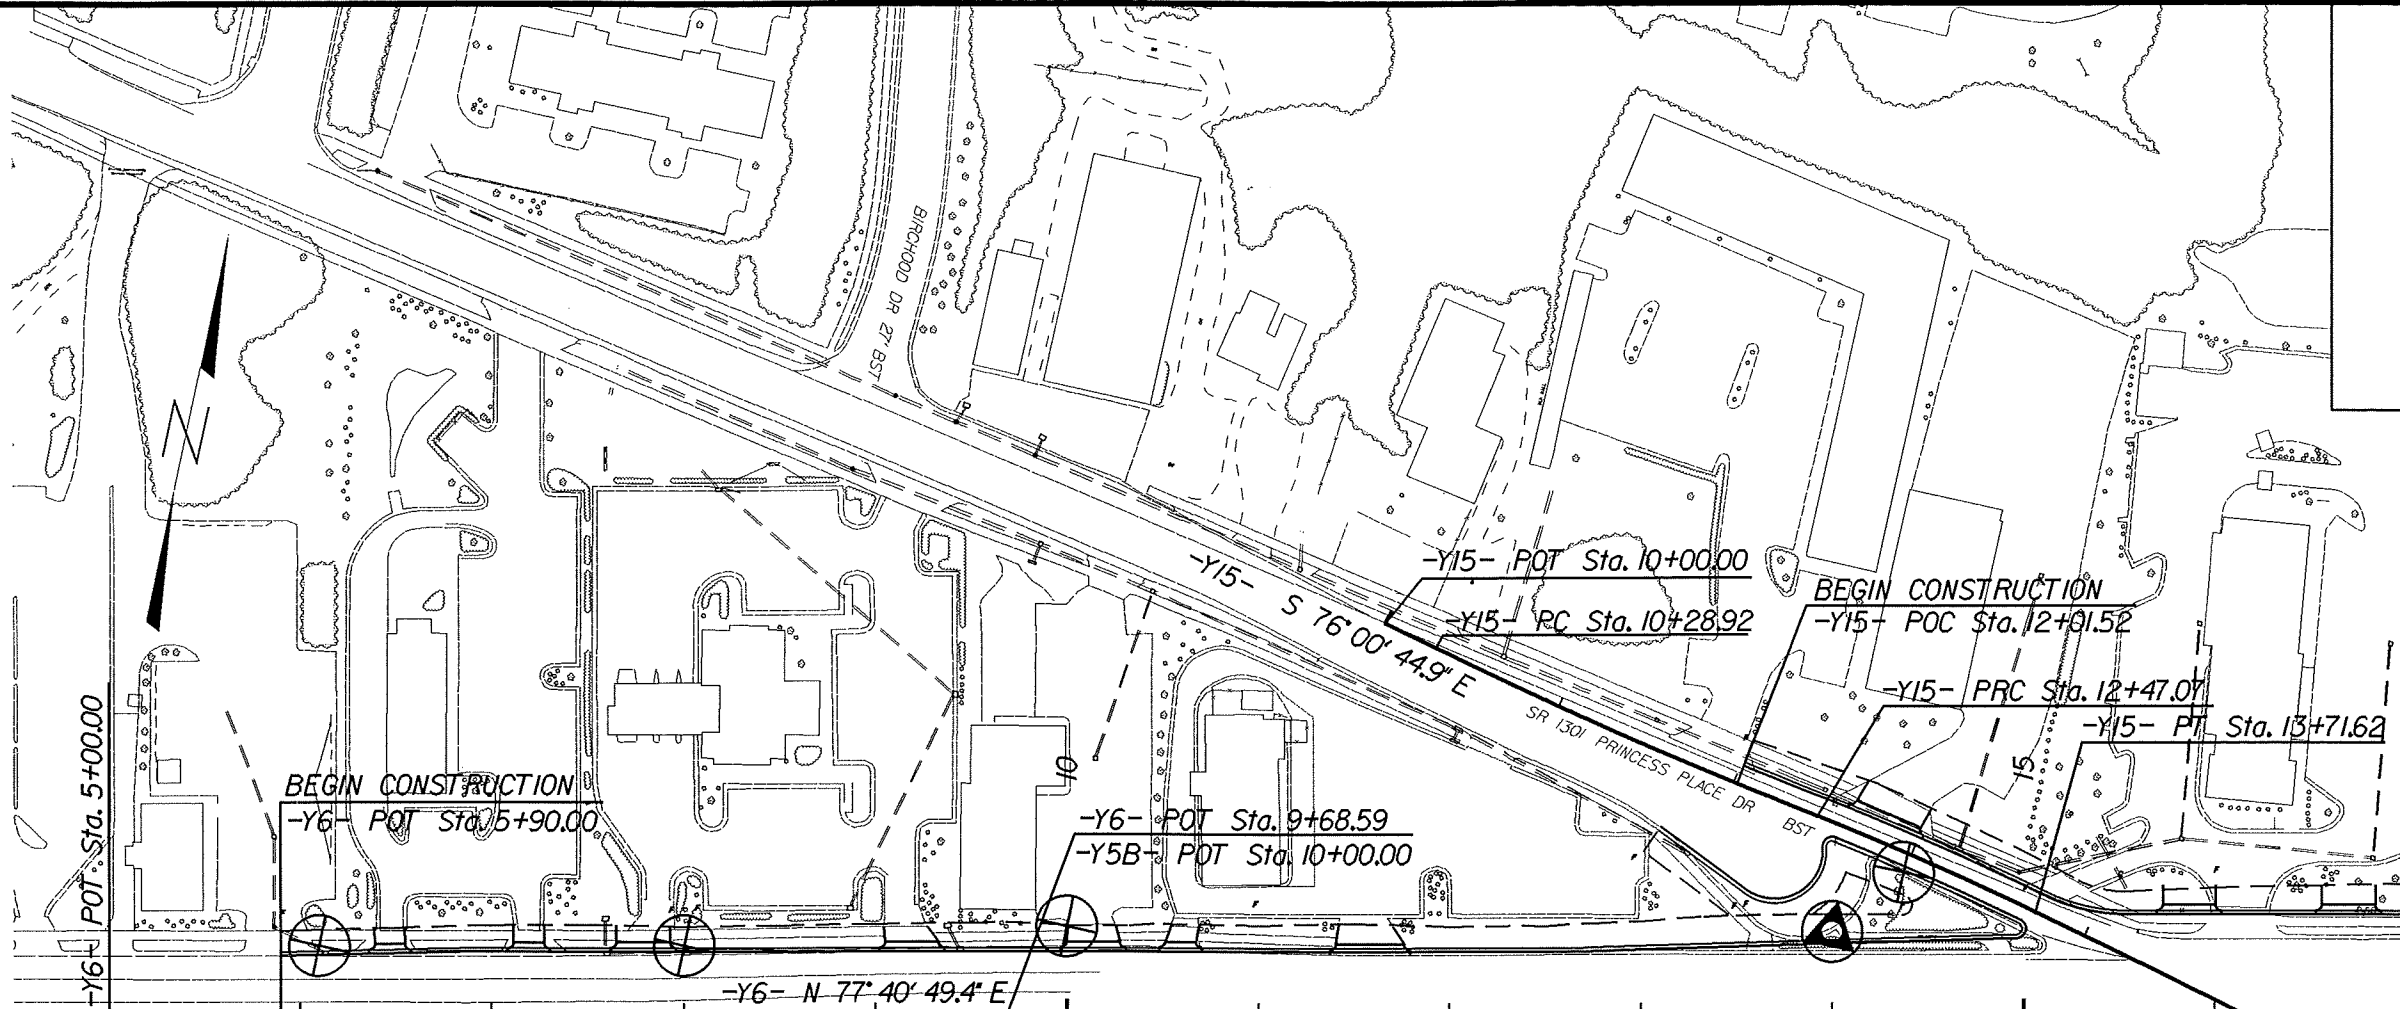 BIRCHOOD DR 27' BST
N
-Y15- S 76° 00' 44.9" E
-Y15- POT Sta. 10+00.00
-Y15- PC Sta. 10+28.92
BEGIN CONSTRUCTION
-Y15- POC Sta. 12+01.52
-Y15- PRC Sta. 12+47.07
-Y15- PT Sta. 13+71.62
SR 1301 PRINCESS PLACE DR BST
15
10
-Y6- POT Sta. 5+00.00
BEGIN CONSTRUCTION
-Y6- POT Sta. 5+90.00
-Y6- POT Sta. 9+68.59
-Y5B- POT Sta. 10+00.00
F
F
F
F
F
-Y6- N 77° 40' 49.4" E